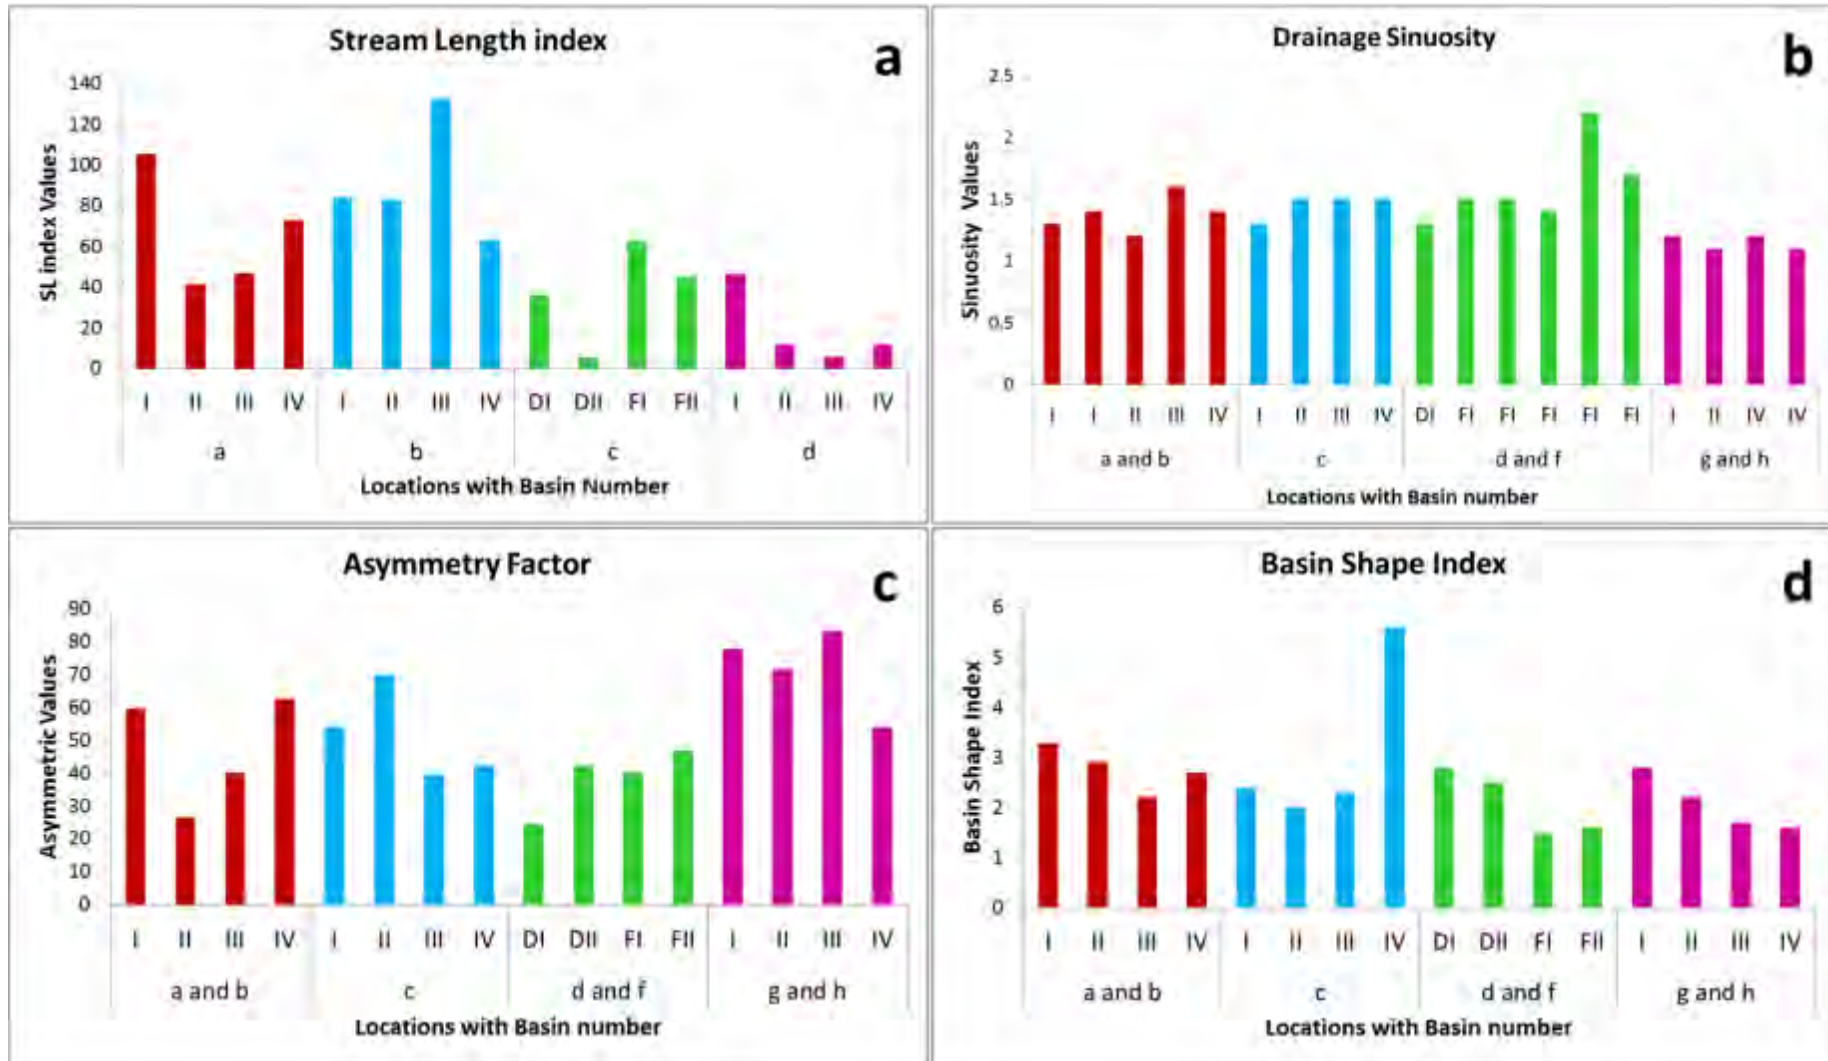 Stream Length index
a
SL index Values
140
120
100
80
60
40
20
0
I II III IV I II III IV DI DII FI FII I II III IV
a b c d
Locations with Basin Number
Drainage Sinuosity
b
Sinuosity Values
2.5
2
1.5
1
0.5
0
I I II III IV I II III IV DI FI FI FI FI FI I II IV IV
a and b c d and f g and h
Locations with Basin number
Asymmetry Factor
c
Asymmetric Values
90
80
70
60
50
40
30
20
10
0
I II III IV I II III IV DI DII FI FII I II III IV
a and b c d and f g and h
Locations with Basin number
Basin Shape Index
d
Basin Shape Index
6
5
4
3
2
1
0
I II III IV I II III IV DI DII FI FII I II III IV
a and b c d and f g and h
Locations with Basin number